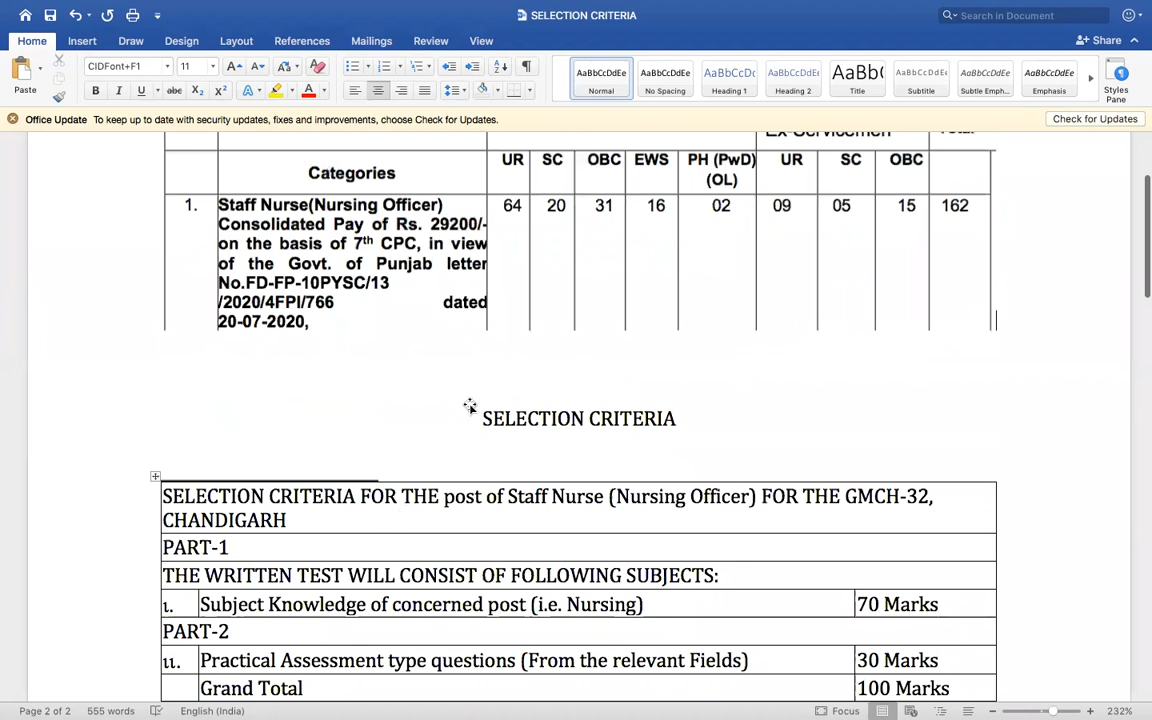 SELECTION CRITERIA
Search in Document
Home Insert Draw Design Layout References Mailings Review View
Share
Paste
CIDFont+F1 11
B I U abc X₂ X²
AaBbCcDdEe Normal
AaBbCcDdEe No Spacing
AaBbCcDc Heading 1
AaBbCcDdEe Heading 2
AaBb( Title
AaBbCcDdEe Subtitle
AaBbCcDdEe Subtle Emph...
AaBbCcDdEe Emphasis
Styles Pane
Office Update To keep up to date with security updates, fixes and improvements, choose Check for Updates.
Check for Updates
Categories UR SC OBC EWS PH (PwD) (OL) UR SC OBC
1. Staff Nurse(Nursing Officer) 64 20 31 16 02 09 05 15 162
Consolidated Pay of Rs. 29200/-
on the basis of 7th CPC, in view
of the Govt. of Punjab letter
No.FD-FP-10PYSC/13
/2020/4FPI/766 dated
20-07-2020,
SELECTION CRITERIA
SELECTION CRITERIA FOR THE post of Staff Nurse (Nursing Officer) FOR THE GMCH-32,
CHANDIGARH
PART-1
THE WRITTEN TEST WILL CONSIST OF FOLLOWING SUBJECTS:
ι. Subject Knowledge of concerned post (i.e. Nursing) 70 Marks
PART-2
ιι. Practical Assessment type questions (From the relevant Fields) 30 Marks
Grand Total 100 Marks
Page 2 of 2 555 words English (India) Focus 232%